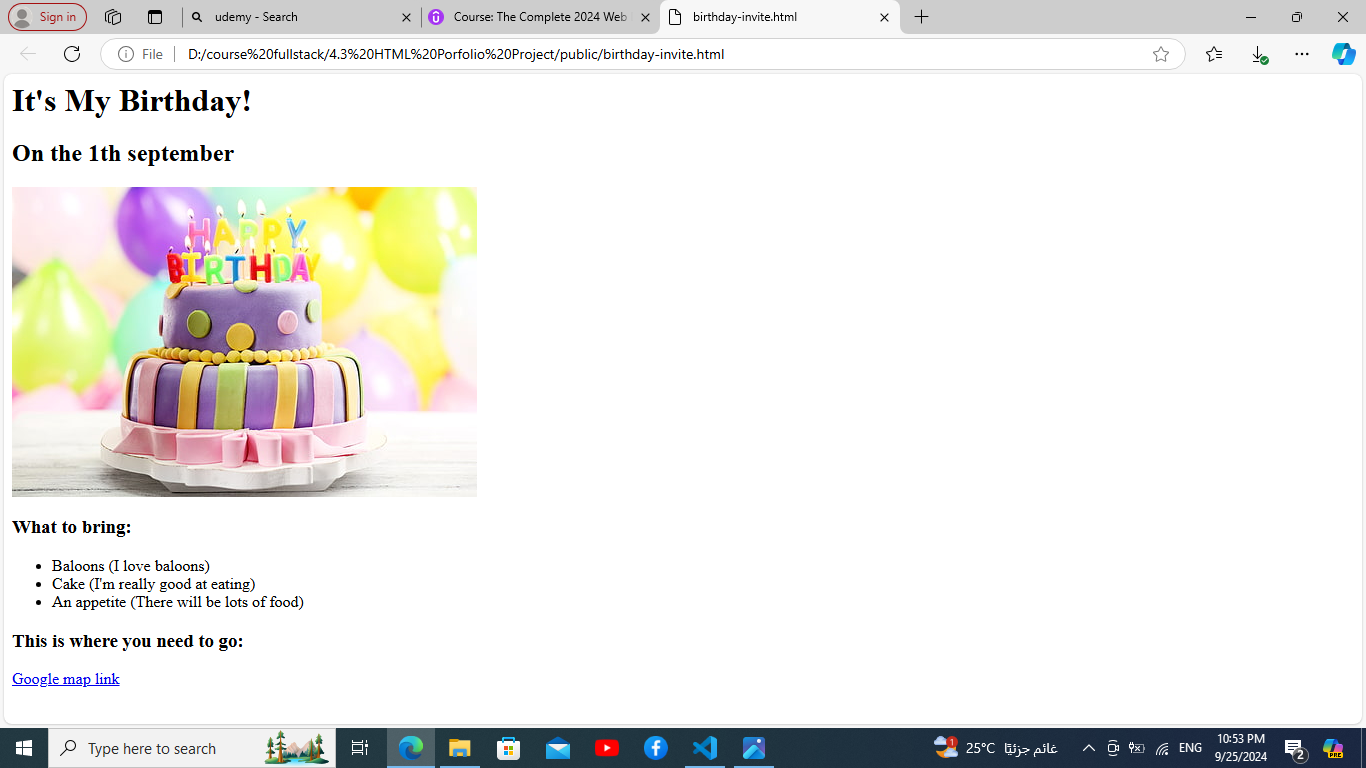 Sign in
udemy - Search
Course: The Complete 2024 Web
birthday-invite.html
File
D:/course%20fullstack/4.3%20HTML%20Porfolio%20Project/public/birthday-invite.html
It's My Birthday!
On the 1th september
HAPPY
BIRTHDAY
What to bring:
Baloons (I love baloons)
Cake (I'm really good at eating)
An appetite (There will be lots of food)
This is where you need to go:
Google map link
Type here to search
1
25°C غائم جزئيًا
ENG
10:53 PM
9/25/2024
2
PRE